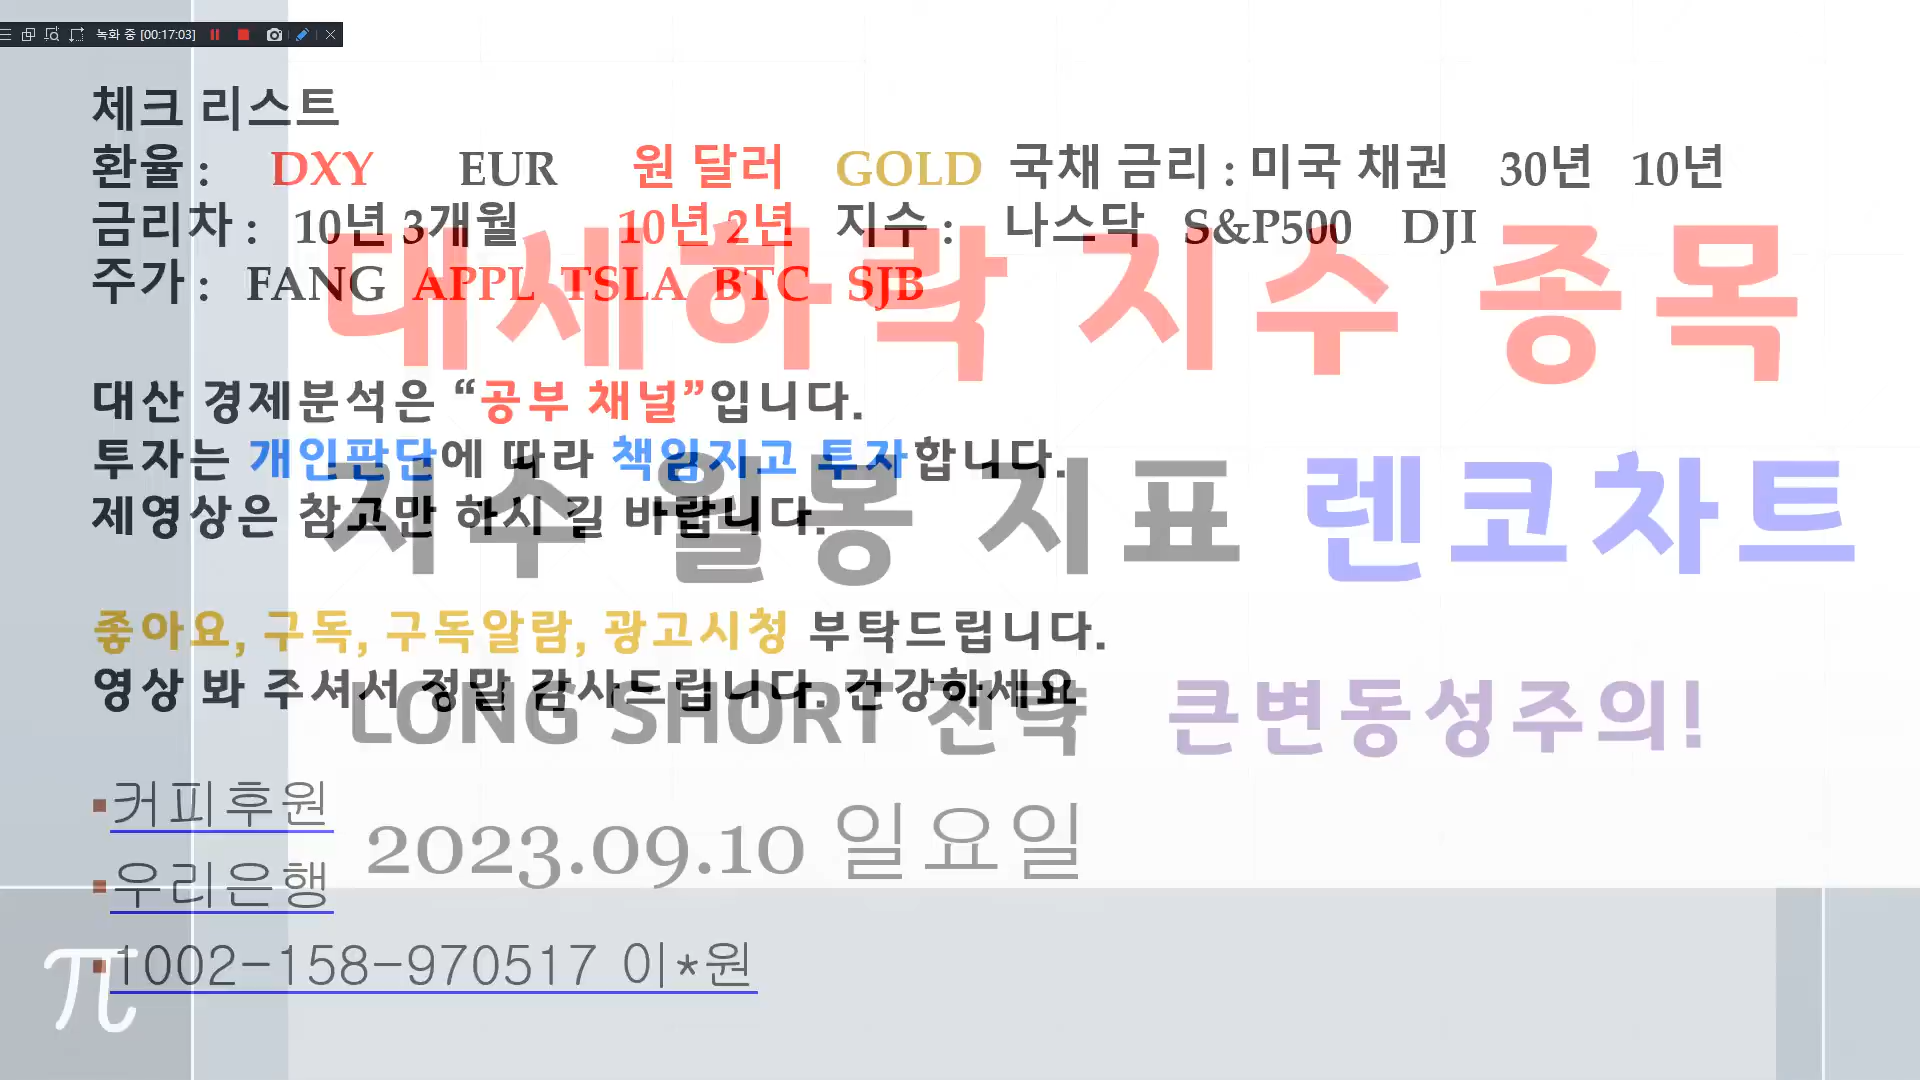 녹화 중 [00:17:03]
체크 리스트
환율 : DXY EUR 원 달러 GOLD 국채 금리 : 미국 채권 30년 10년
금리차 : 10년 3개월 10년 2년 지수 : 나스닥 S&P500 DJI
주가 : FANG APPL TSLA BTC SJB
대세하락 지수 종목
대산 경제분석은 “공부 채널”입니다.
투자는 개인판단에 따라 책임지고 투자합니다.
제영상은 참고만 하시 길 바랍니다.
지수 월봉 지표 렌코차트
좋아요, 구독, 구독알람, 광고시청 부탁드립니다.
영상 봐 주셔서 정말 감사드립니다. 건강하세요
LONG SHORT 전략 큰변동성주의!
커피후원
2023.09.10 일요일
우리은행
1002-158-970517 이*원
π